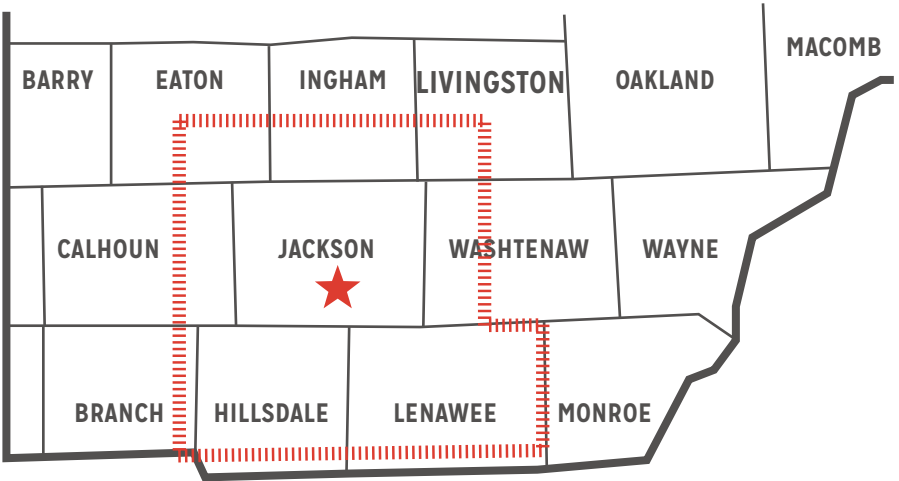 MACOMB
BARRY
EATON
INGHAM
LIVINGSTON
OAKLAND
CALHOUN
JACKSON
WASHTENAW
WAYNE
BRANCH
HILLSDALE
LENAWEE
MONROE